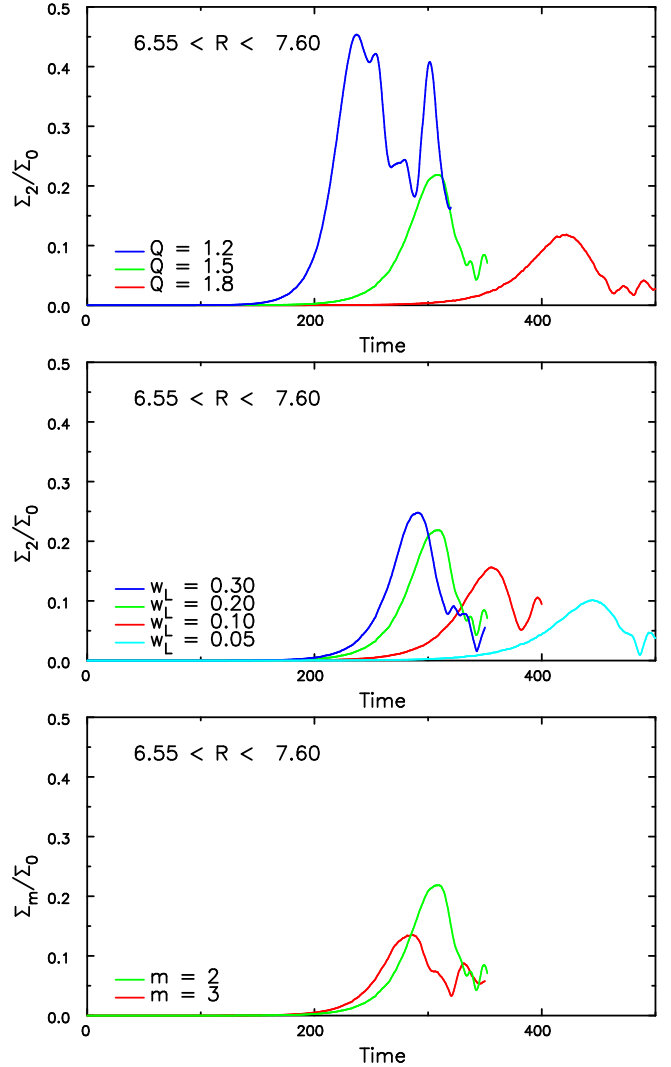 0.5
6.55 < R < 7.60
0.4
0.3
Σ2/Σ0
0.2
Q = 1.2
0.1
Q = 1.5
Q = 1.8
0.0
0 200 400
Time
0.5
6.55 < R < 7.60
0.4
0.3
Σ2/Σ0
0.2
wL = 0.30
0.1
wL = 0.20
wL = 0.10
wL = 0.05
0.0
0 200 400
Time
0.5
6.55 < R < 7.60
0.4
0.3
Σm/Σ0
0.2
0.1
m = 2
m = 3
0.0
0 200 400
Time